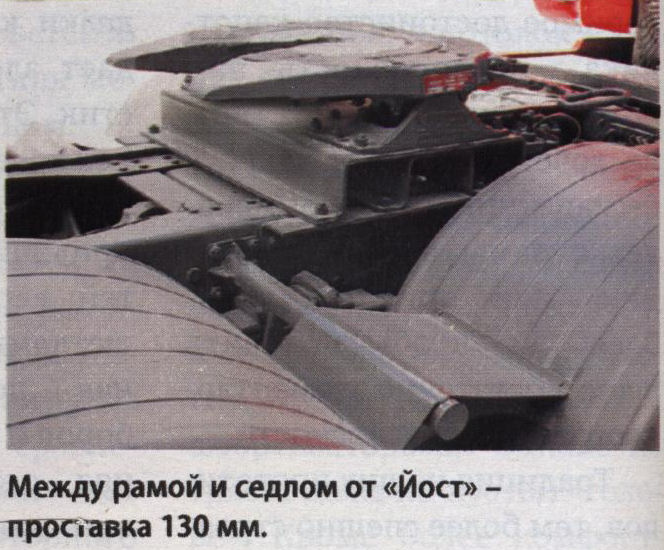 Между рамой и седлом от «Йост» –
проставка 130 мм.